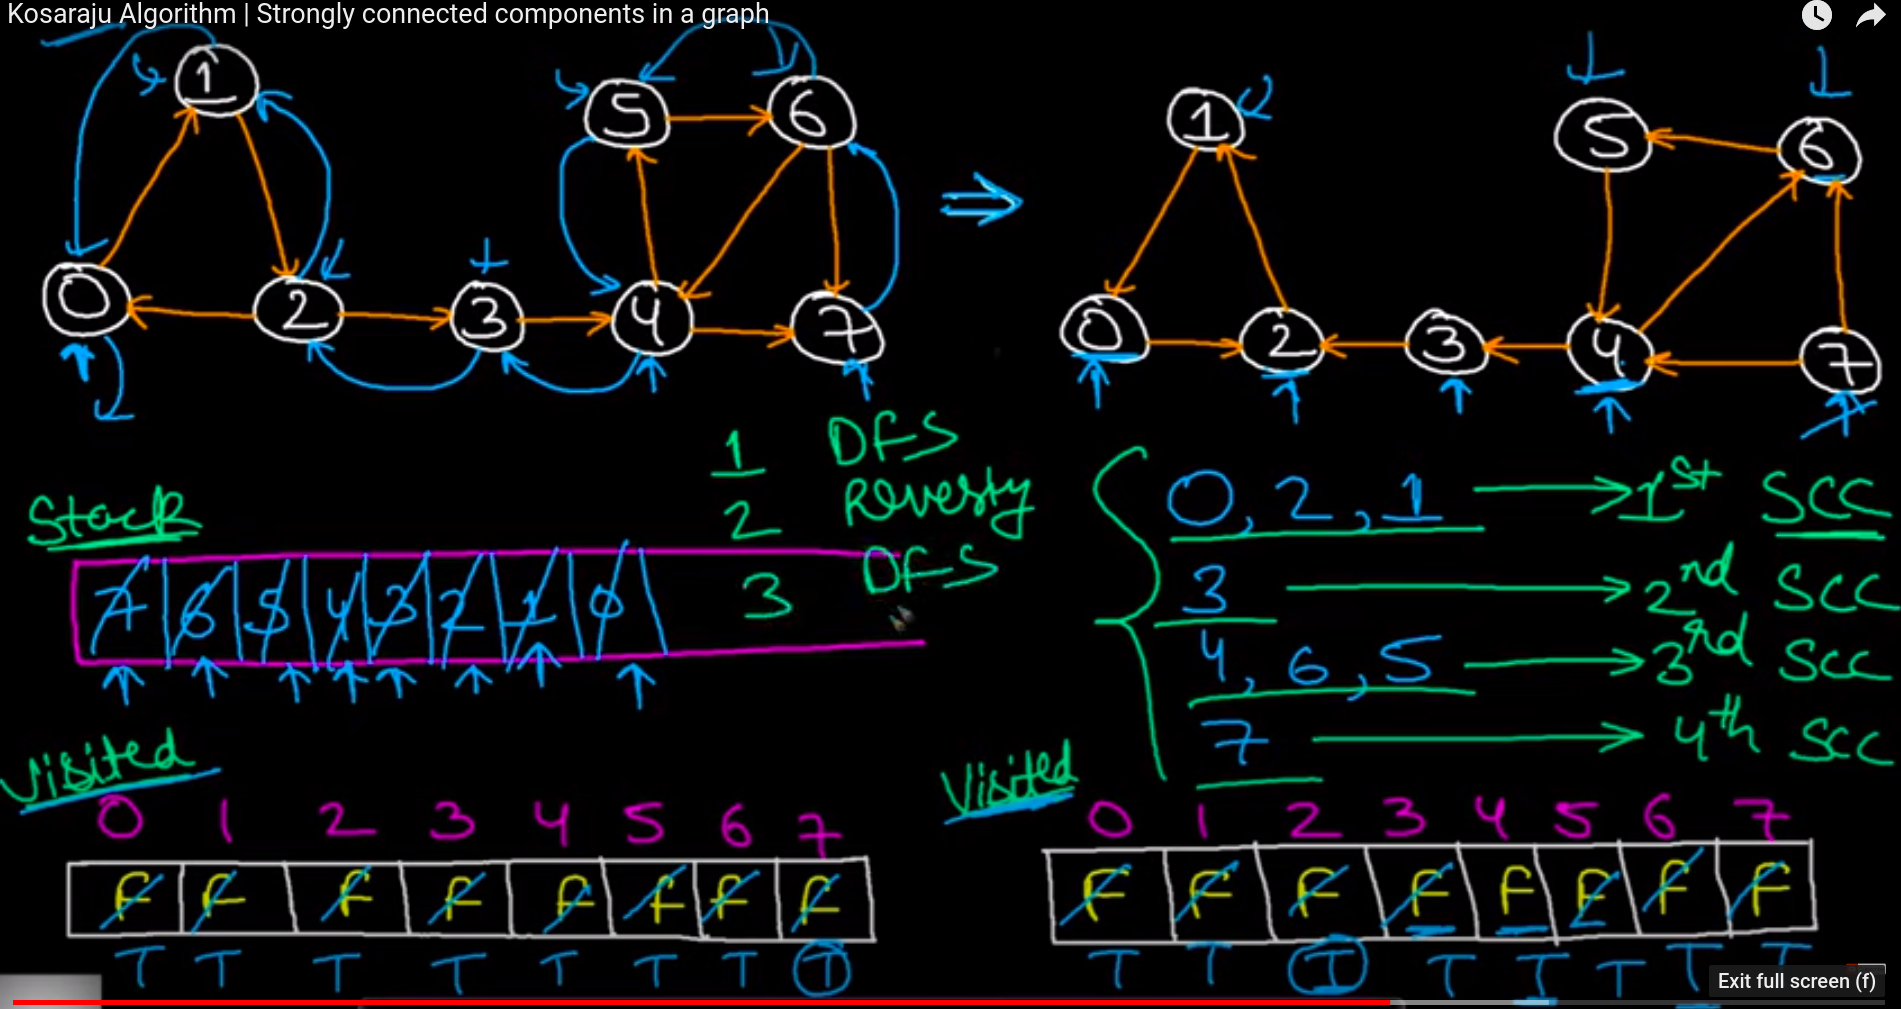 Kosaraju Algorithm | Strongly connected components in a graph
1
5
6
0
2
3
4
7
1
5
6
0
2
3
4
7
1 DFS
2 Reversty
3 DFS
Stack
7 6 5 4 3 2 1 0
0, 2, 1 1st SCC
3 2nd SCC
4, 6, 5 3rd SCC
7 4th SCC
Visited
0 1 2 3 4 5 6 7
F F F F F F F F
T T T T T T T T
Visited
0 1 2 3 4 5 6 7
F F F F F F F F
T T T T T T T T
Exit full screen (f)